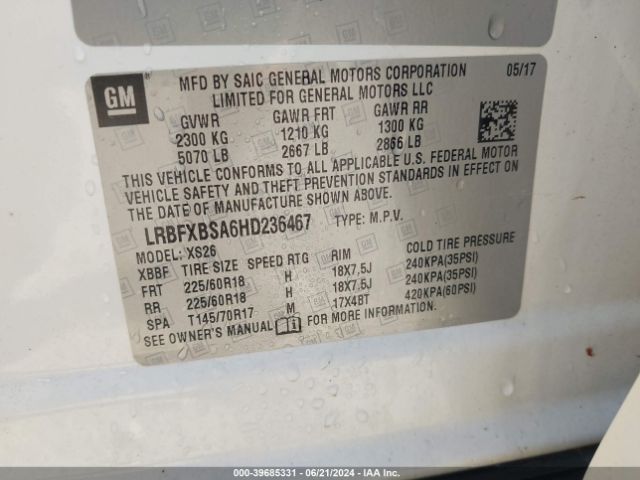 GM
MFD BY SAIC GENERAL MOTORS CORPORATION 05/17
LIMITED FOR GENERAL MOTORS LLC
GVWR GAWR FRT GAWR RR
2300 KG 1210 KG 1300 KG
5070 LB 2667 LB 2866 LB
THIS VEHICLE CONFORMS TO ALL APPLICABLE U.S. FEDERAL MOTOR
VEHICLE SAFETY AND THEFT PREVENTION STANDARDS IN EFFECT ON
THE DATE OF MANUFACTURE SHOWN ABOVE.
LRBFXBSA6HD236467 TYPE: M.P.V.
MODEL: XS26
XBBF TIRE SIZE SPEED RTG RIM COLD TIRE PRESSURE
FRT 225/60R18 H 18X7,5J 240KPA(35PSI)
RR 225/60R18 H 18X7,5J 240KPA(35PSI)
SPA T145/70R17 M 17X4BT 420KPA(60PSI)
SEE OWNER'S MANUAL FOR MORE INFORMATION.
000-39685331 - 06/21/2024 - IAA Inc.